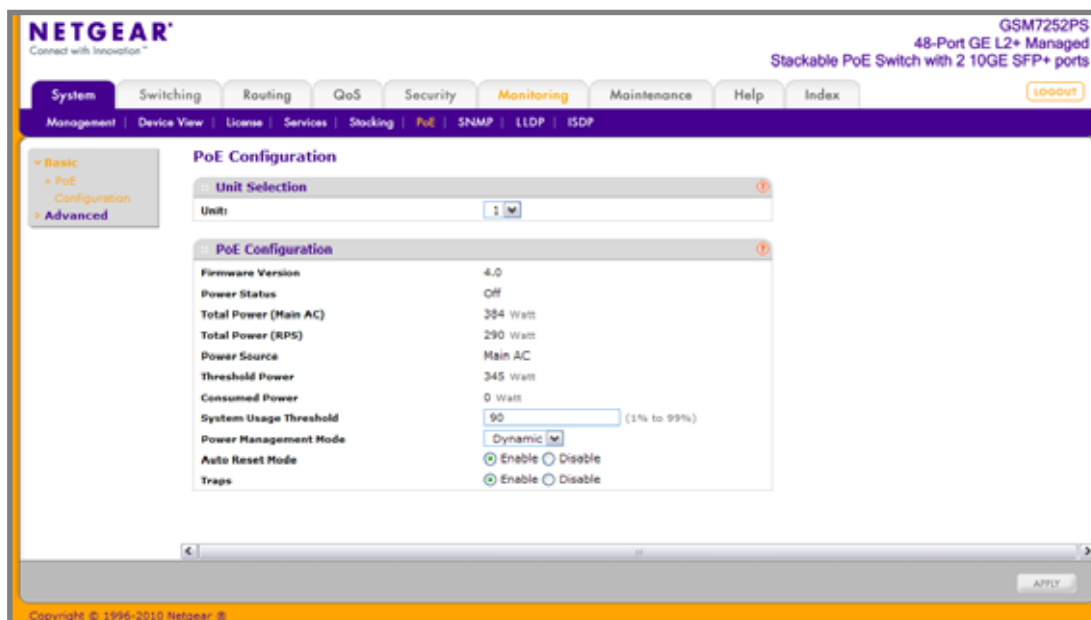 NETGEAR®
Connect with Innovation™
GSM7252PS
48-Port GE L2+ Managed
Stackable PoE Switch with 2 10GE SFP+ ports
System Switching Routing QoS Security Monitoring Maintenance Help Index LOGOUT
Management | Device View | License | Services | Stacking | PoE | SNMP | LLDP | ISDP
Basic
PoE
Configuration
Advanced
PoE Configuration
Unit Selection
Unit: 1
PoE Configuration
Firmware Version 4.0
Power Status Off
Total Power (Main AC) 384 Watt
Total Power (RPS) 290 Watt
Power Source Main AC
Threshold Power 345 Watt
Consumed Power 0 Watt
System Usage Threshold 90 (1% to 99%)
Power Management Mode Dynamic
Auto Reset Mode Enable Disable
Traps Enable Disable
APPLY
Copyright © 1996-2010 Netgear ®